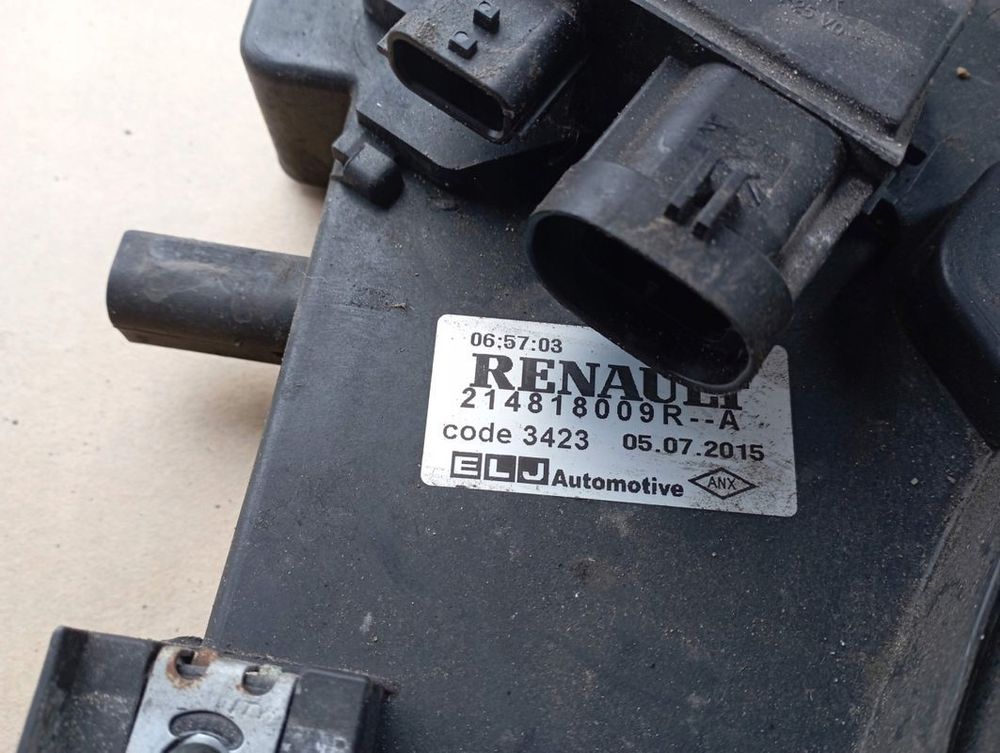 06:57:03
RENAULT
214818009R--A
code 3423 05.07.2015
ELJ Automotive ANX